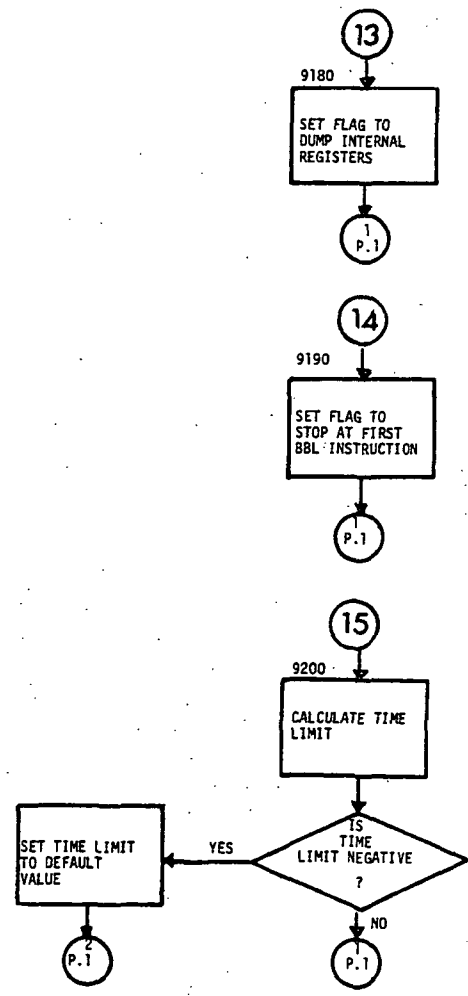 13
9180
SET FLAG TO
DUMP INTERNAL
REGISTERS
1
P.1
14
9190
SET FLAG TO
STOP AT FIRST
BBL INSTRUCTION
1
P.1
15
9200
CALCULATE TIME
LIMIT
IS
TIME
LIMIT NEGATIVE
?
YES
SET TIME LIMIT
TO DEFAULT
VALUE
2
P.1
NO
1
P.1